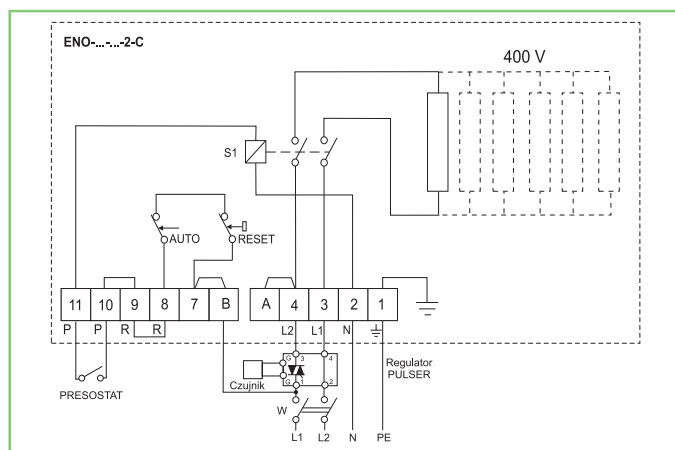 ENO-...-...-2-C
400 V
S1
AUTO
RESET
11 10 9 8 7 B A 4 3 2 1
P P R R L2 L1 N
G 3 4
Regulator
PULSER
Czujnik
G 1 2
PRESOSTAT
W
L1 L2 N PE